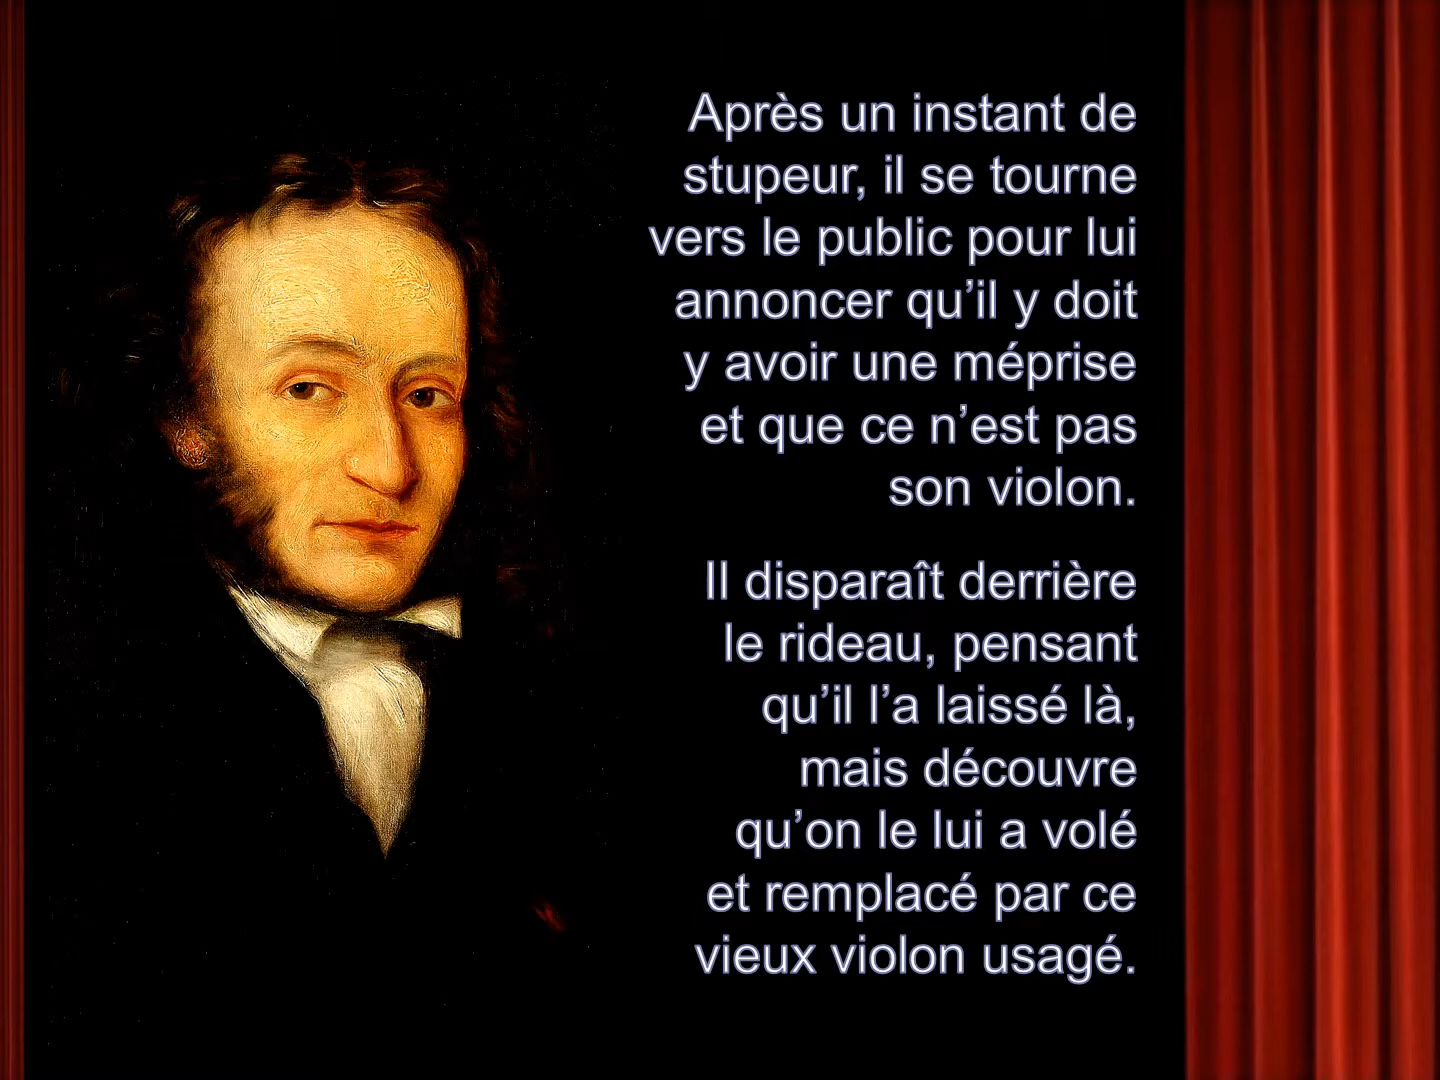 Après un instant de
stupeur, il se tourne
vers le public pour lui
annoncer qu’il y doit
y avoir une méprise
et que ce n’est pas
son violon.
Il disparaît derrière
le rideau, pensant
qu’il l’a laissé là,
mais découvre
qu’on le lui a volé
et remplacé par ce
vieux violon usagé.